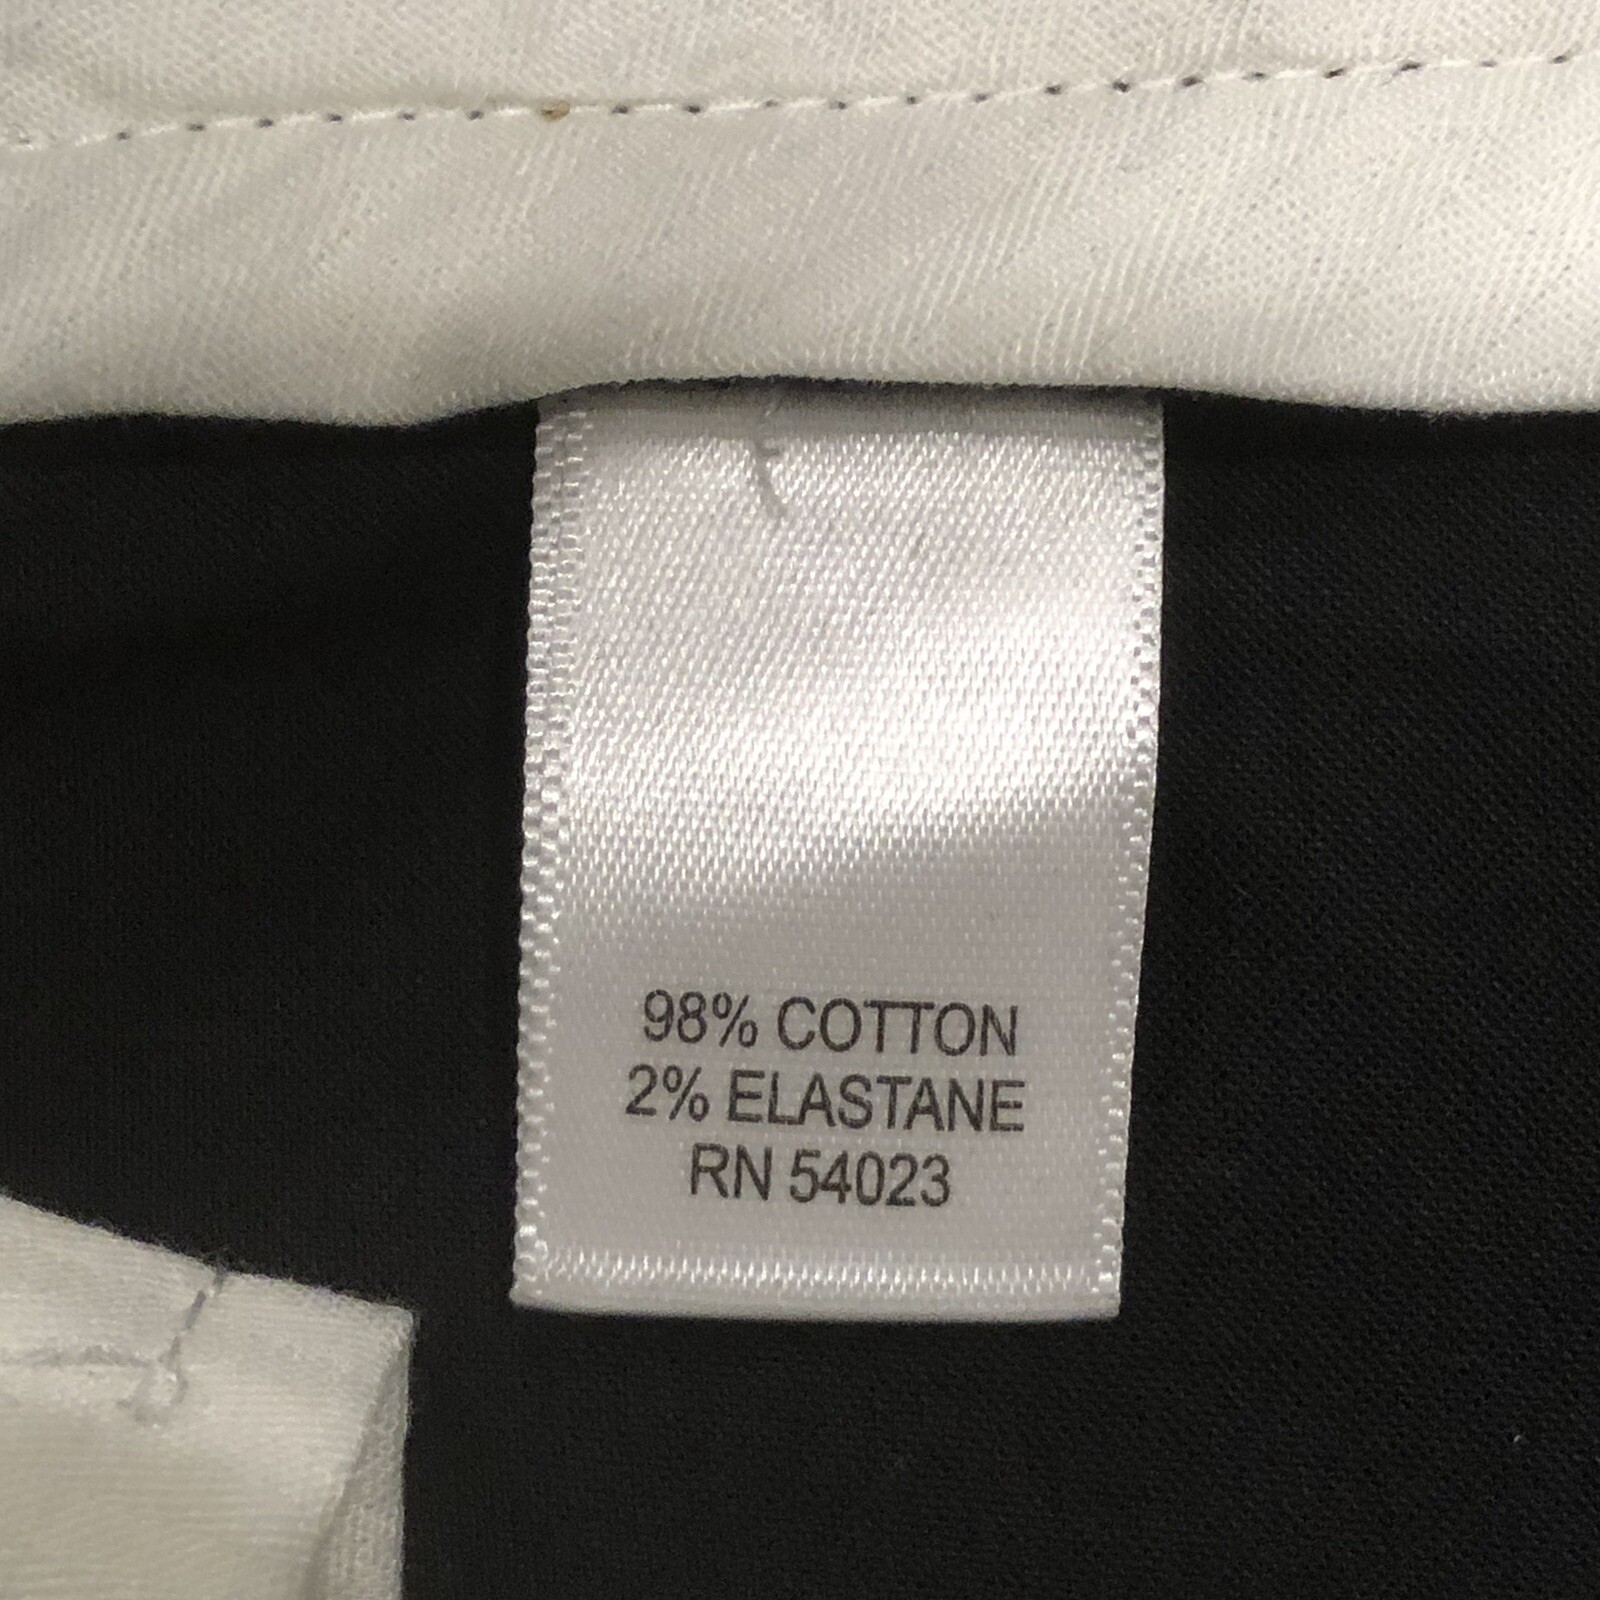 98% COTTON
2% ELASTANE
RN 54023